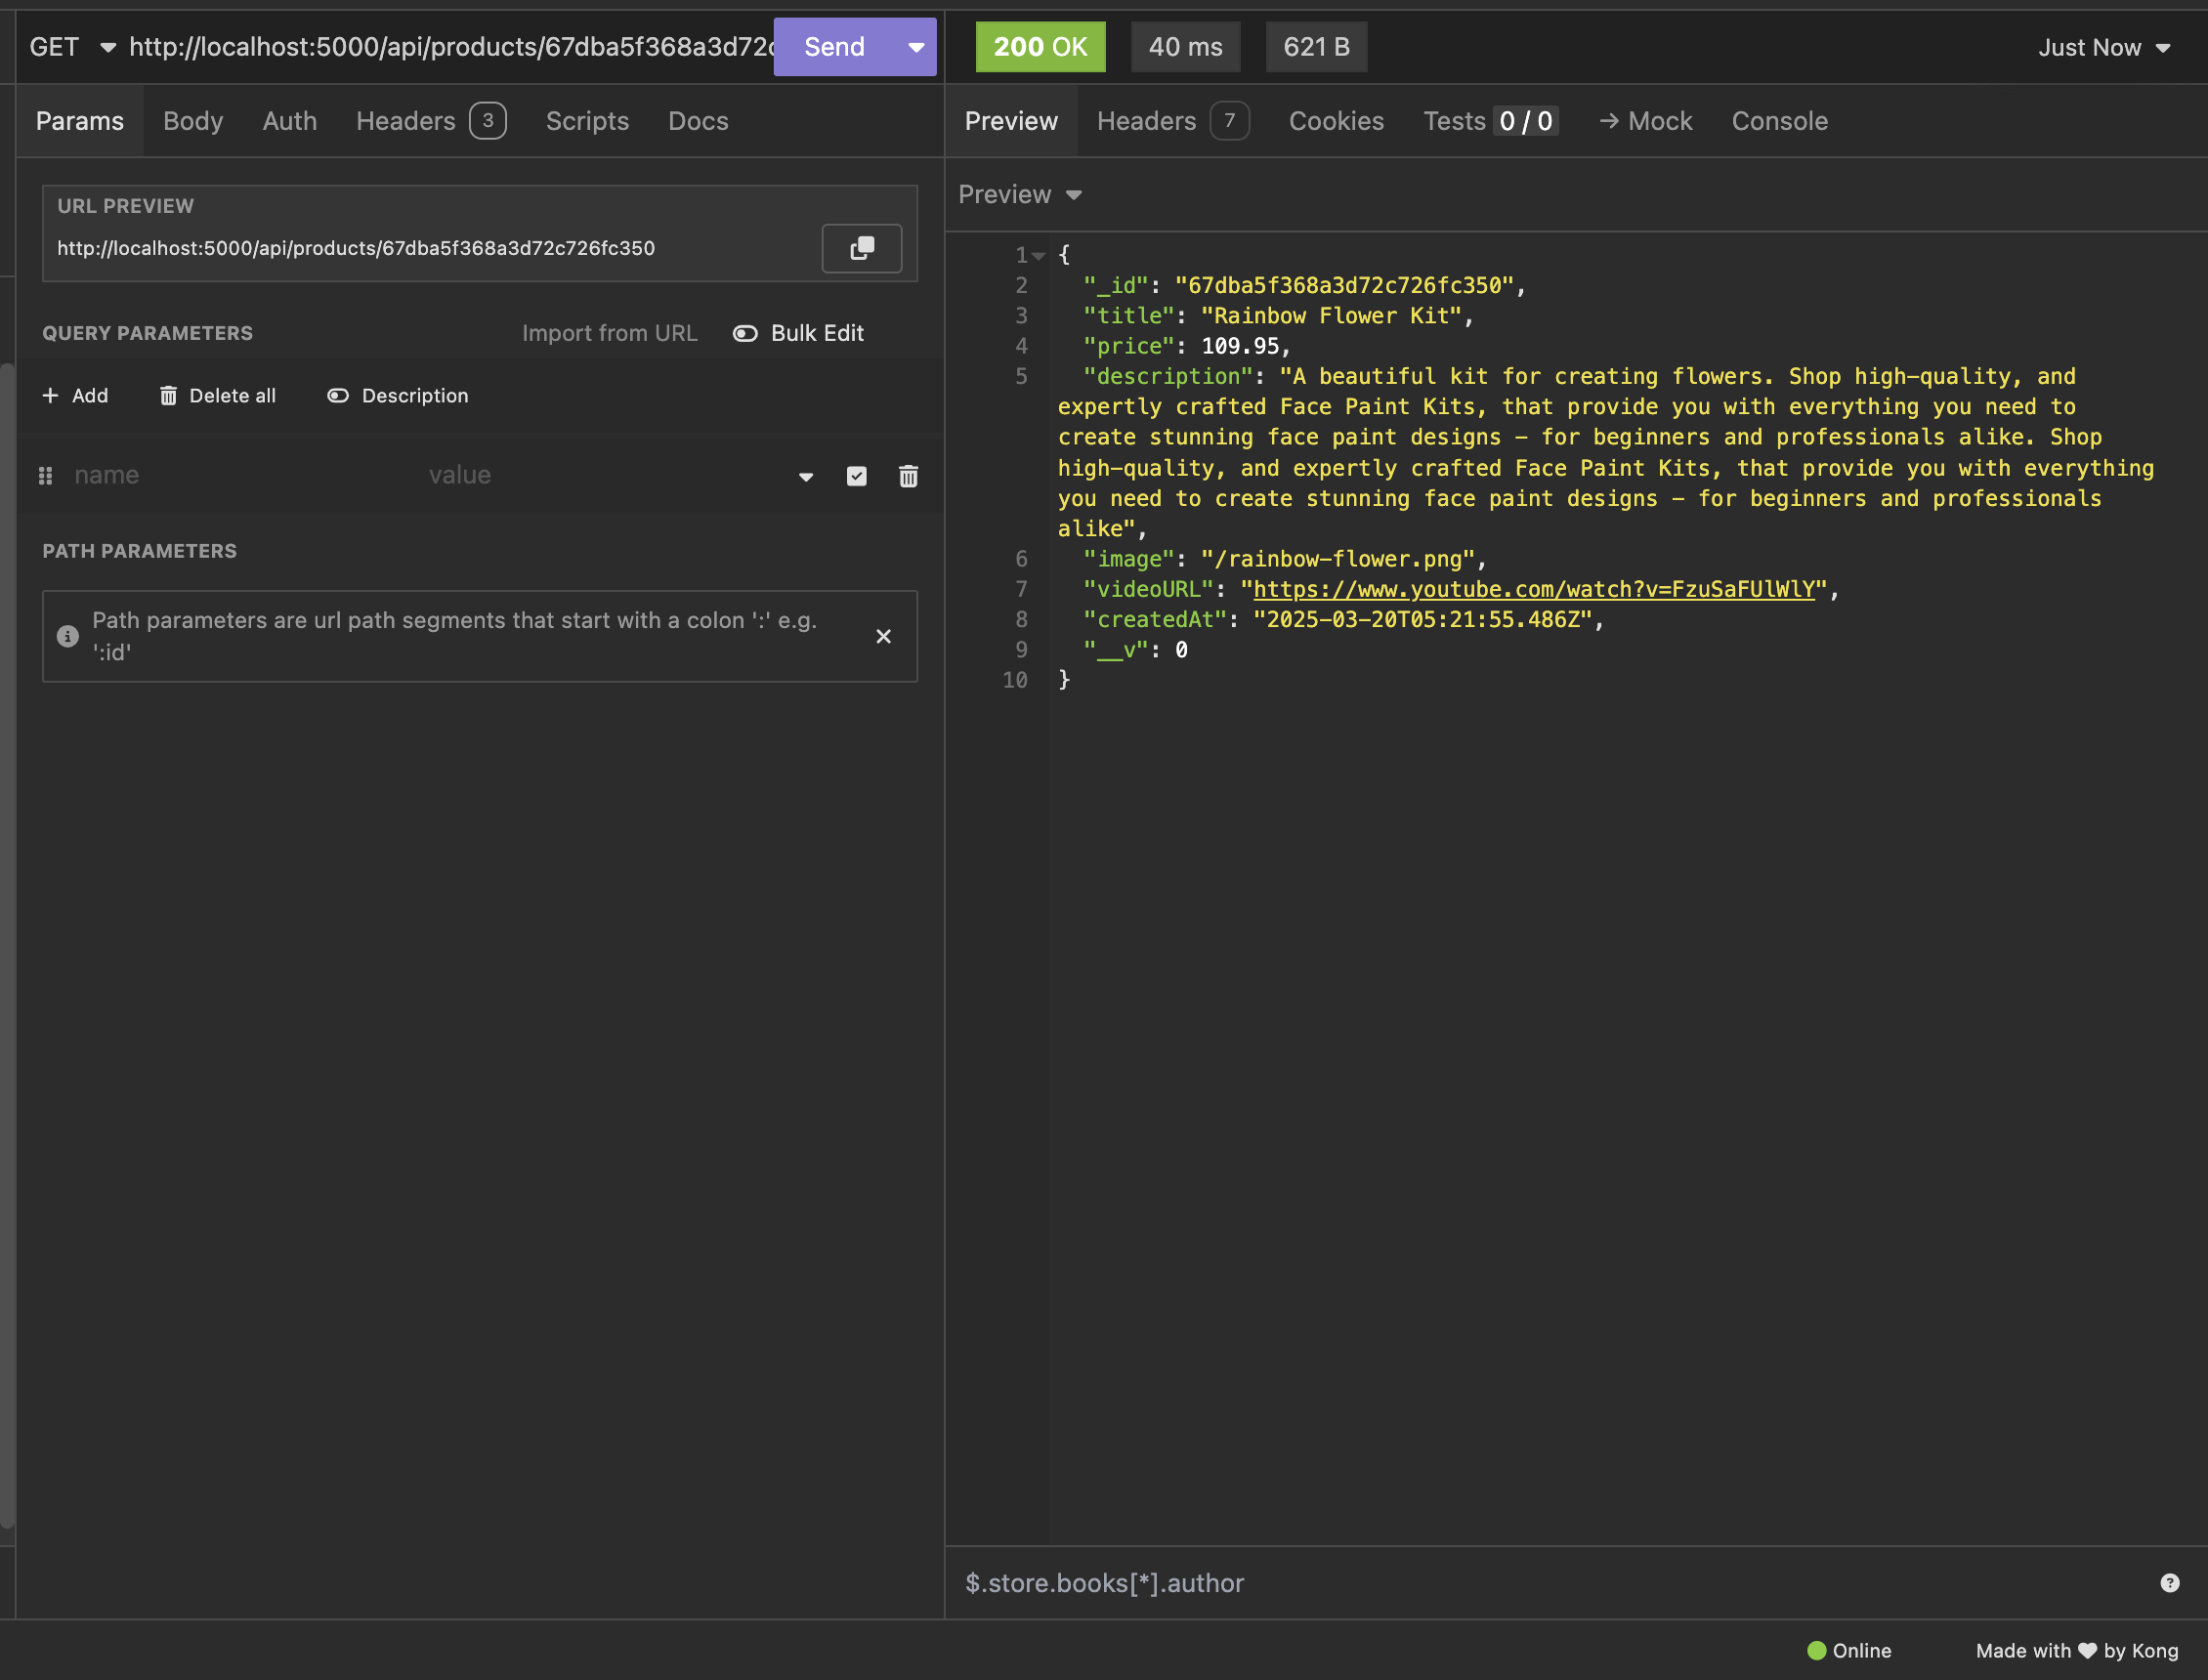 GET http://localhost:5000/api/products/67dba5f368a3d72c Send
200 OK 40 ms 621 B Just Now
Params Body Auth Headers 3 Scripts Docs
Preview Headers 7 Cookies Tests 0 / 0 → Mock Console
URL PREVIEW
http://localhost:5000/api/products/67dba5f368a3d72c726fc350
QUERY PARAMETERS Import from URL Bulk Edit
+ Add Delete all Description
name value
PATH PARAMETERS
Path parameters are url path segments that start with a colon ':' e.g.
':id'
Preview
1 {
2 "_id": "67dba5f368a3d72c726fc350",
3 "title": "Rainbow Flower Kit",
4 "price": 109.95,
5 "description": "A beautiful kit for creating flowers. Shop high-quality, and
expertly crafted Face Paint Kits, that provide you with everything you need to
create stunning face paint designs – for beginners and professionals alike. Shop
high-quality, and expertly crafted Face Paint Kits, that provide you with everything
you need to create stunning face paint designs – for beginners and professionals
alike",
6 "image": "/rainbow-flower.png",
7 "videoURL": "https://www.youtube.com/watch?v=FzuSaFUlWlY",
8 "createdAt": "2025-03-20T05:21:55.486Z",
9 "__v": 0
10 }
$.store.books[*].author
Online Made with ♥ by Kong